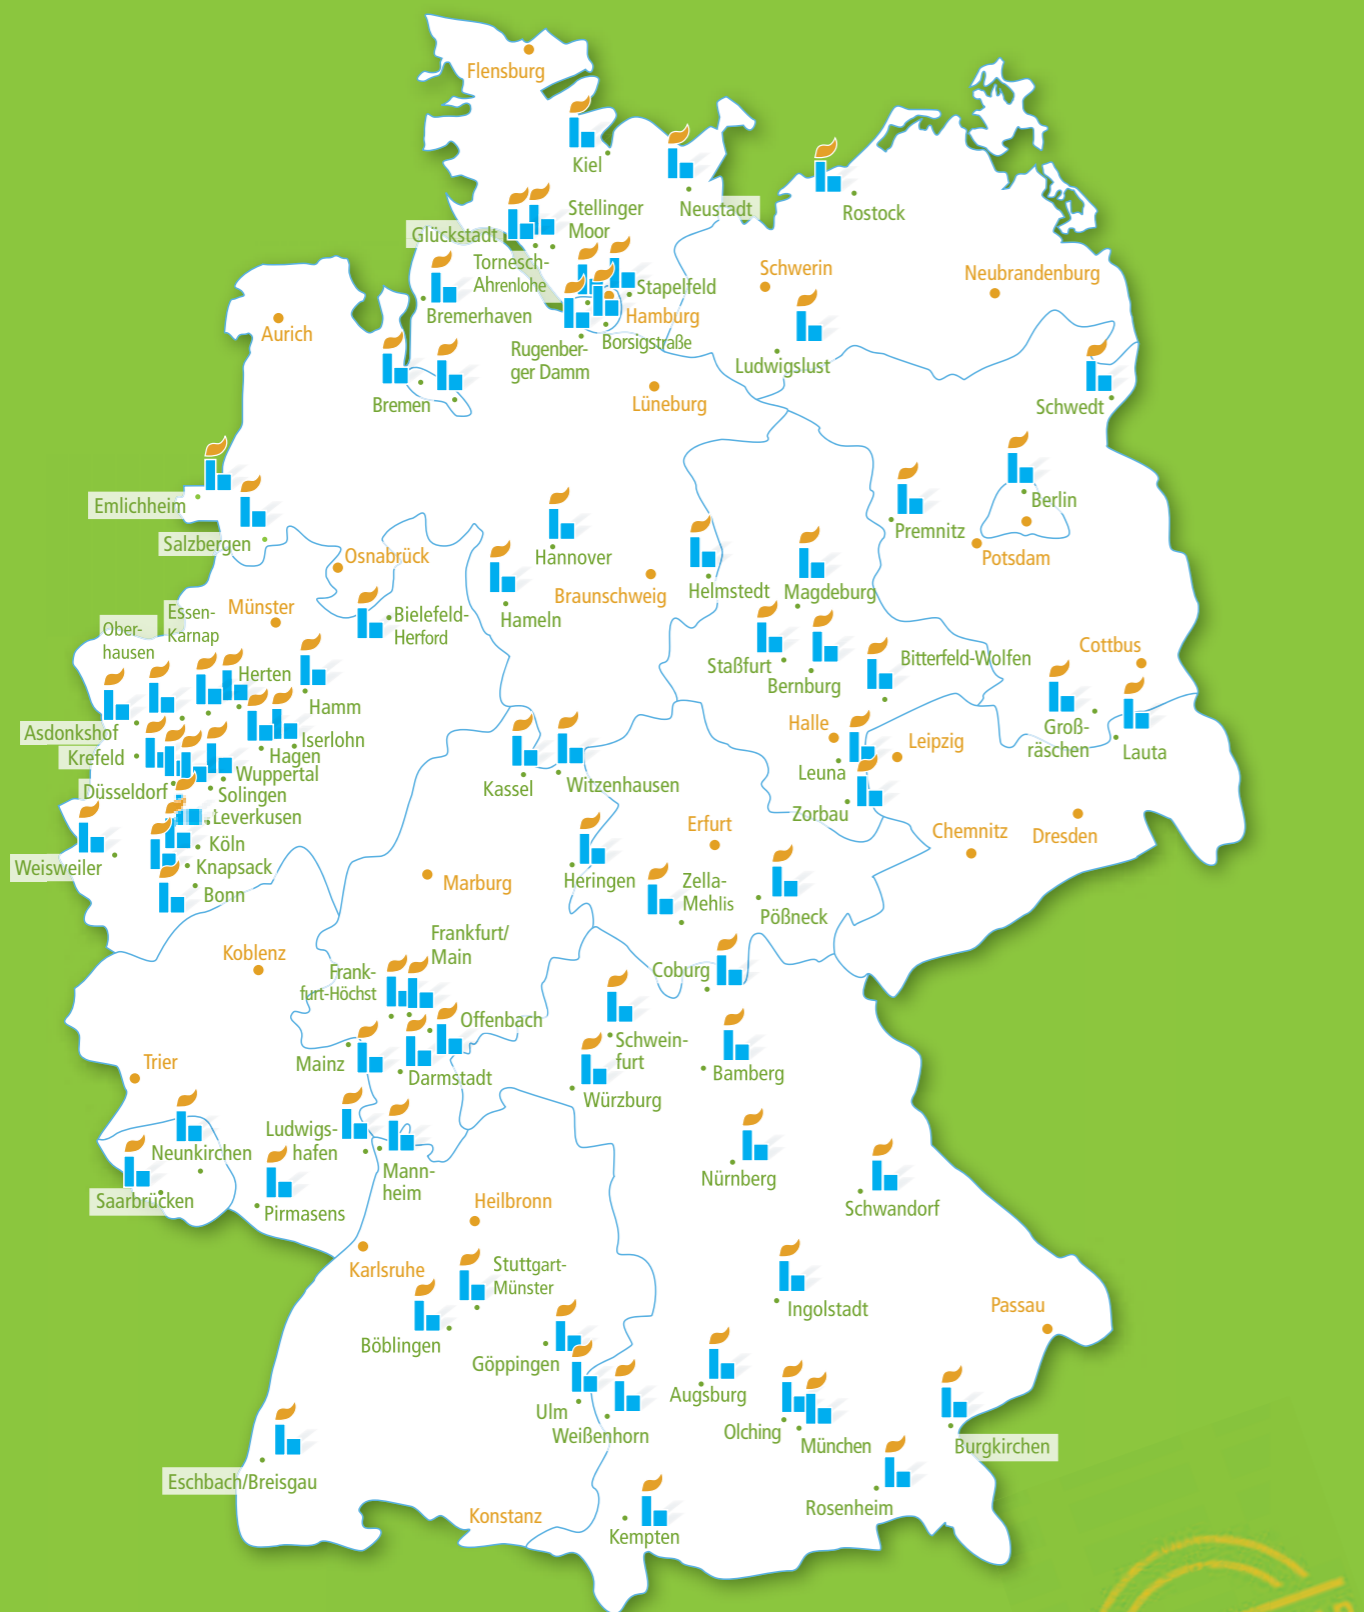 Flensburg
Kiel
Neustadt
Rostock
Stellinger
Moor
Glückstadt
Tornesch-
Ahrenlohe
Stapelfeld
Schwerin
Neubrandenburg
Bremerhaven
Hamburg
Aurich
Borsigstraße
Rugenber-
ger Damm
Ludwigslust
Bremen
Lüneburg
Schwedt
Emlichheim
Berlin
Premnitz
Salzbergen
Osnabrück
Hannover
Potsdam
Helmstedt
Magdeburg
Braunschweig
Münster
Essen-
Karnap
Bielefeld-
Herford
Hameln
Ober-
hausen
Cottbus
Staßfurt
Bernburg
Bitterfeld-Wolfen
Herten
Hamm
Asdonkshof
Iserlohn
Halle
Leipzig
Groß-
räschen
Lauta
Krefeld
Hagen
Wuppertal
Leuna
Kassel
Witzenhausen
Düsseldorf
Solingen
Leverkusen
Zorbau
Erfurt
Chemnitz
Dresden
Köln
Weisweiler
Knapsack
Bonn
Marburg
Heringen
Zella-
Mehlis
Pößneck
Frankfurt/
Main
Koblenz
Frank-
furt-Höchst
Coburg
Offenbach
Schwein-
furt
Mainz
Trier
Darmstadt
Bamberg
Würzburg
Ludwigs-
hafen
Neunkirchen
Mann-
heim
Nürnberg
Saarbrücken
Pirmasens
Heilbronn
Schwandorf
Karlsruhe
Stuttgart-
Münster
Ingolstadt
Passau
Böblingen
Göppingen
Augsburg
Ulm
Weißenhorn
Olching
München
Burgkirchen
Eschbach/Breisgau
Rosenheim
Konstanz
Kempten